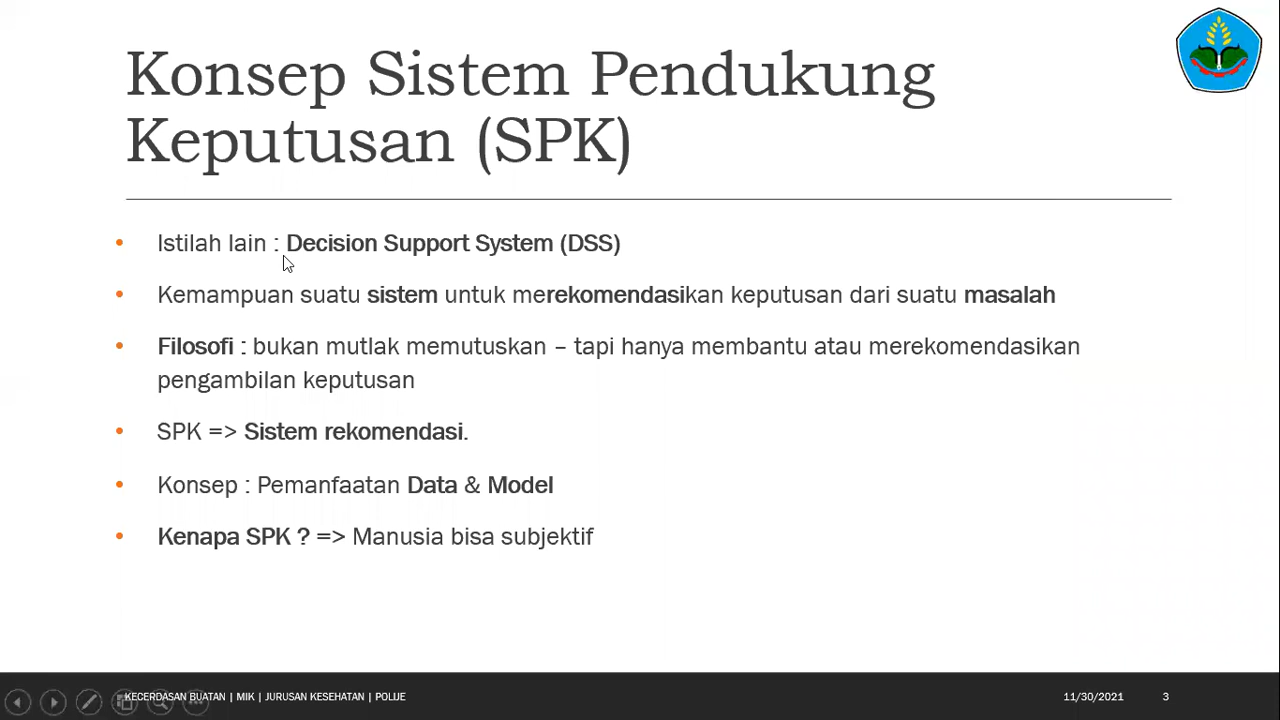 Konsep Sistem Pendukung
Keputusan (SPK)
• Istilah lain : Decision Support System (DSS)
• Kemampuan suatu sistem untuk merekomendasikan keputusan dari suatu masalah
• Filosofi : bukan mutlak memutuskan – tapi hanya membantu atau merekomendasikan
pengambilan keputusan
• SPK => Sistem rekomendasi.
• Konsep : Pemanfaatan Data & Model
• Kenapa SPK ? => Manusia bisa subjektif
KECERDASAN BUATAN | MIK | JURUSAN KESEHATAN | POLIJE
11/30/2021
3